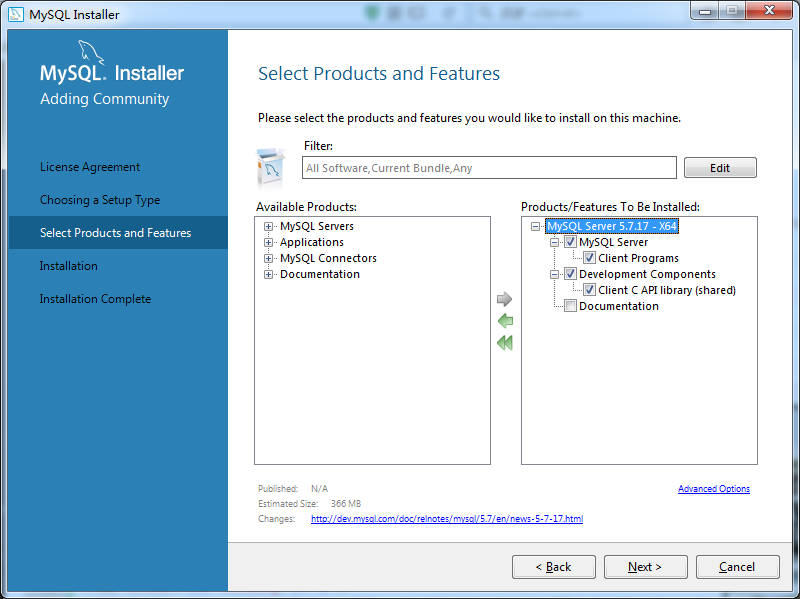 MySQL Installer
MySQL. Installer
Adding Community
License Agreement
Choosing a Setup Type
Select Products and Features
Installation
Installation Complete
Select Products and Features
Please select the products and features you would like to install on this machine.
Filter:
All Software,Current Bundle,Any
Edit
Available Products:
MySQL Servers
Applications
MySQL Connectors
Documentation
Products/Features To Be Installed:
MySQL Server 5.7.17 - X64
MySQL Server
Client Programs
Development Components
Client C API library (shared)
Documentation
Published: N/A
Estimated Size: 366 MB
Changes: http://dev.mysql.com/doc/relnotes/mysql/5.7/en/news-5-7-17.html
Advanced Options
< Back
Next >
Cancel